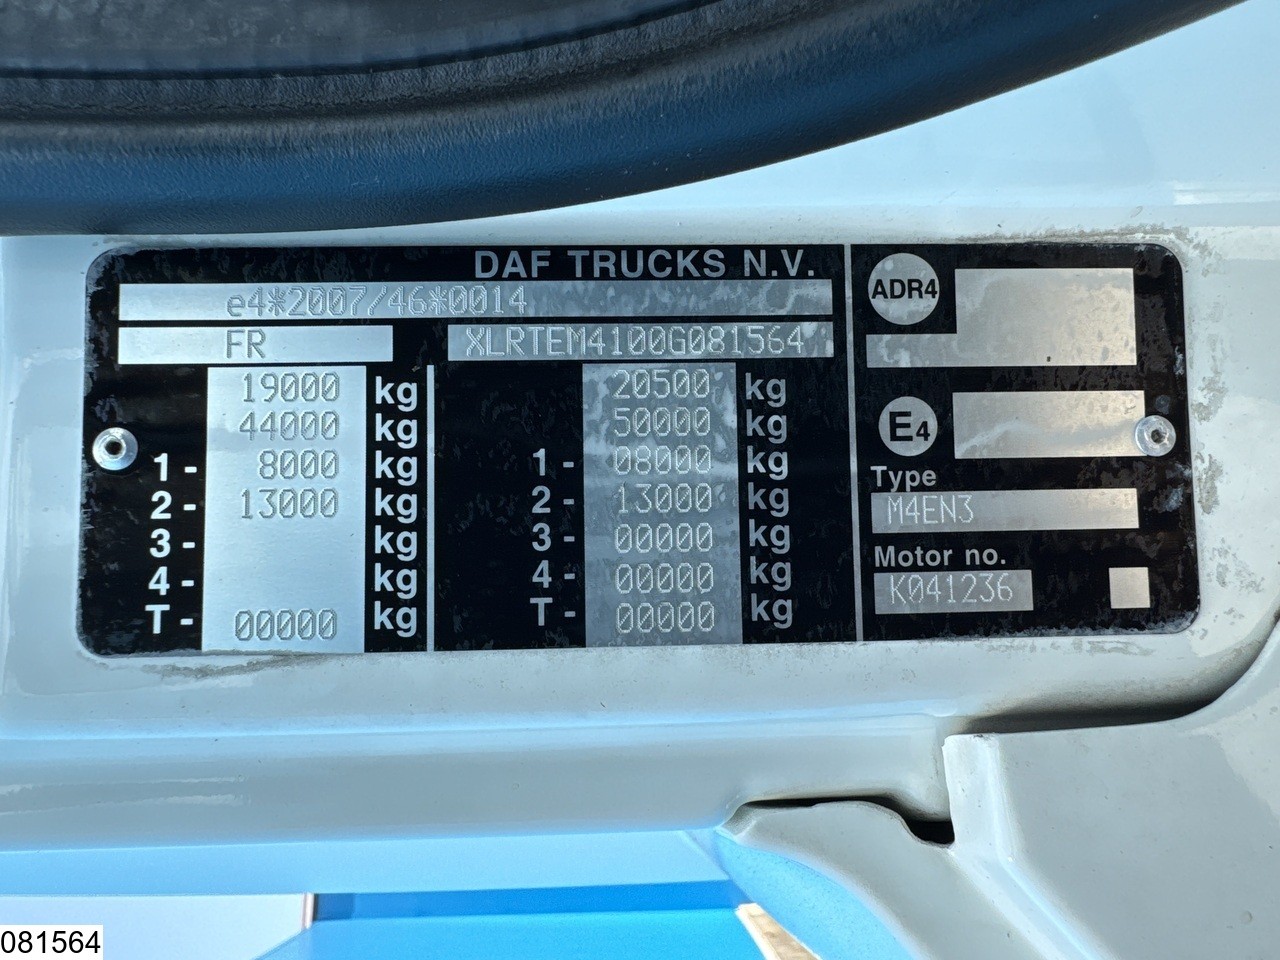 DAF TRUCKS N.V.
e4*2007/46*0014
FR XLRTEM4100G081564
19000 kg 20500 kg
44000 kg 50000 kg
1- 8000 kg 1- 08000 kg
2- 13000 kg 2- 13000 kg
3- kg 3- 00000 kg
4- kg 4- 00000 kg
T- 00000 kg T- 00000 kg
ADR4
E4
Type
M4EN3
Motor no.
K041236
081564